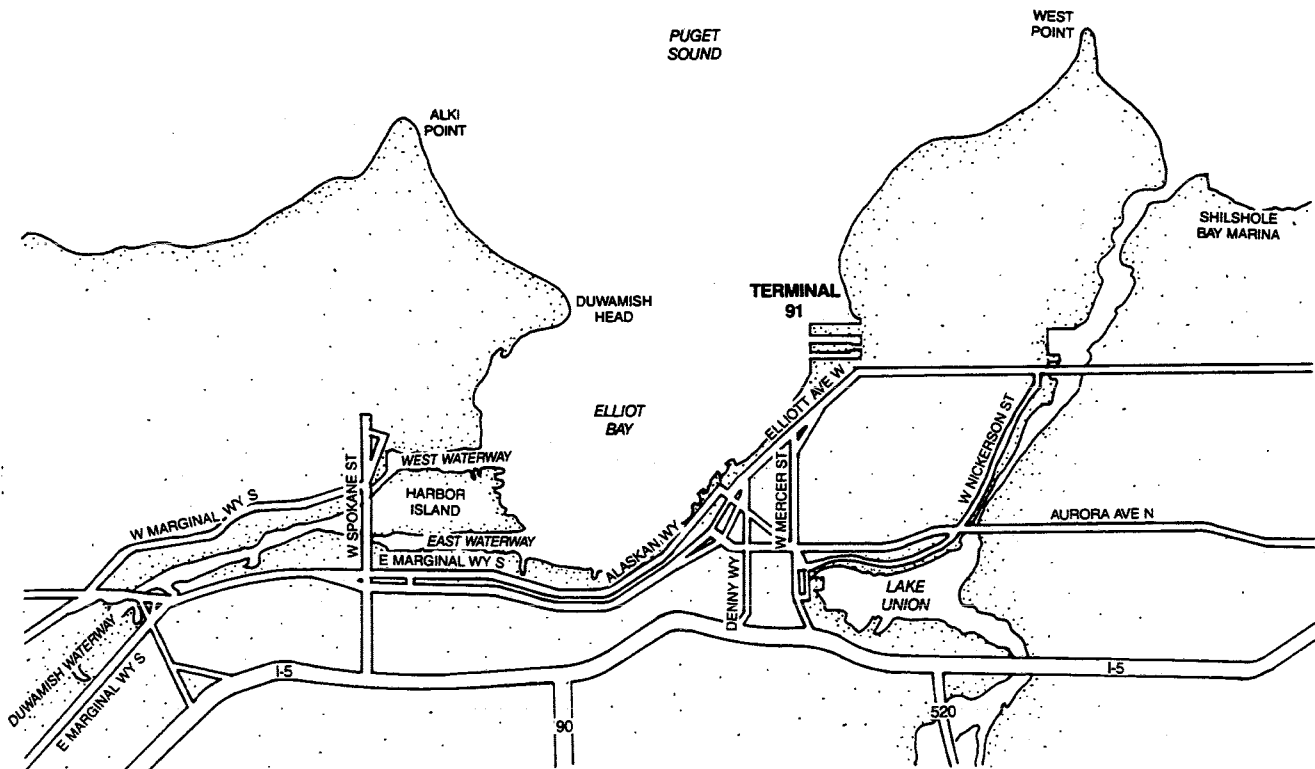 PUGET
SOUND
WEST
POINT
ALKI
POINT
SHILSHOLE
BAY MARINA
DUWAMISH
HEAD
TERMINAL
91
ELLIOTT AVE W
ELLIOT
BAY
W NICKERSON ST
WEST WATERWAY
W MERCER ST
HARBOR
ISLAND
W SPOKANE ST
W MARGINAL WY S
AURORA AVE N
EAST WATERWAY
E MARGINAL WY S
ALASKAN WY
DENNY WY
LAKE
UNION
DUWAMISH WATERWAY
E MARGINAL WY S
I-5
I-5
90
520